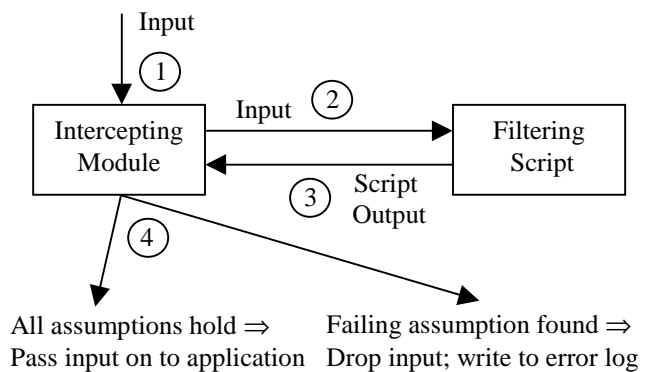 Input
1
Input
2
Intercepting
Module
Filtering
Script
3
Script
Output
4
All assumptions hold ⇒
Pass input on to application
Failing assumption found ⇒
Drop input; write to error log